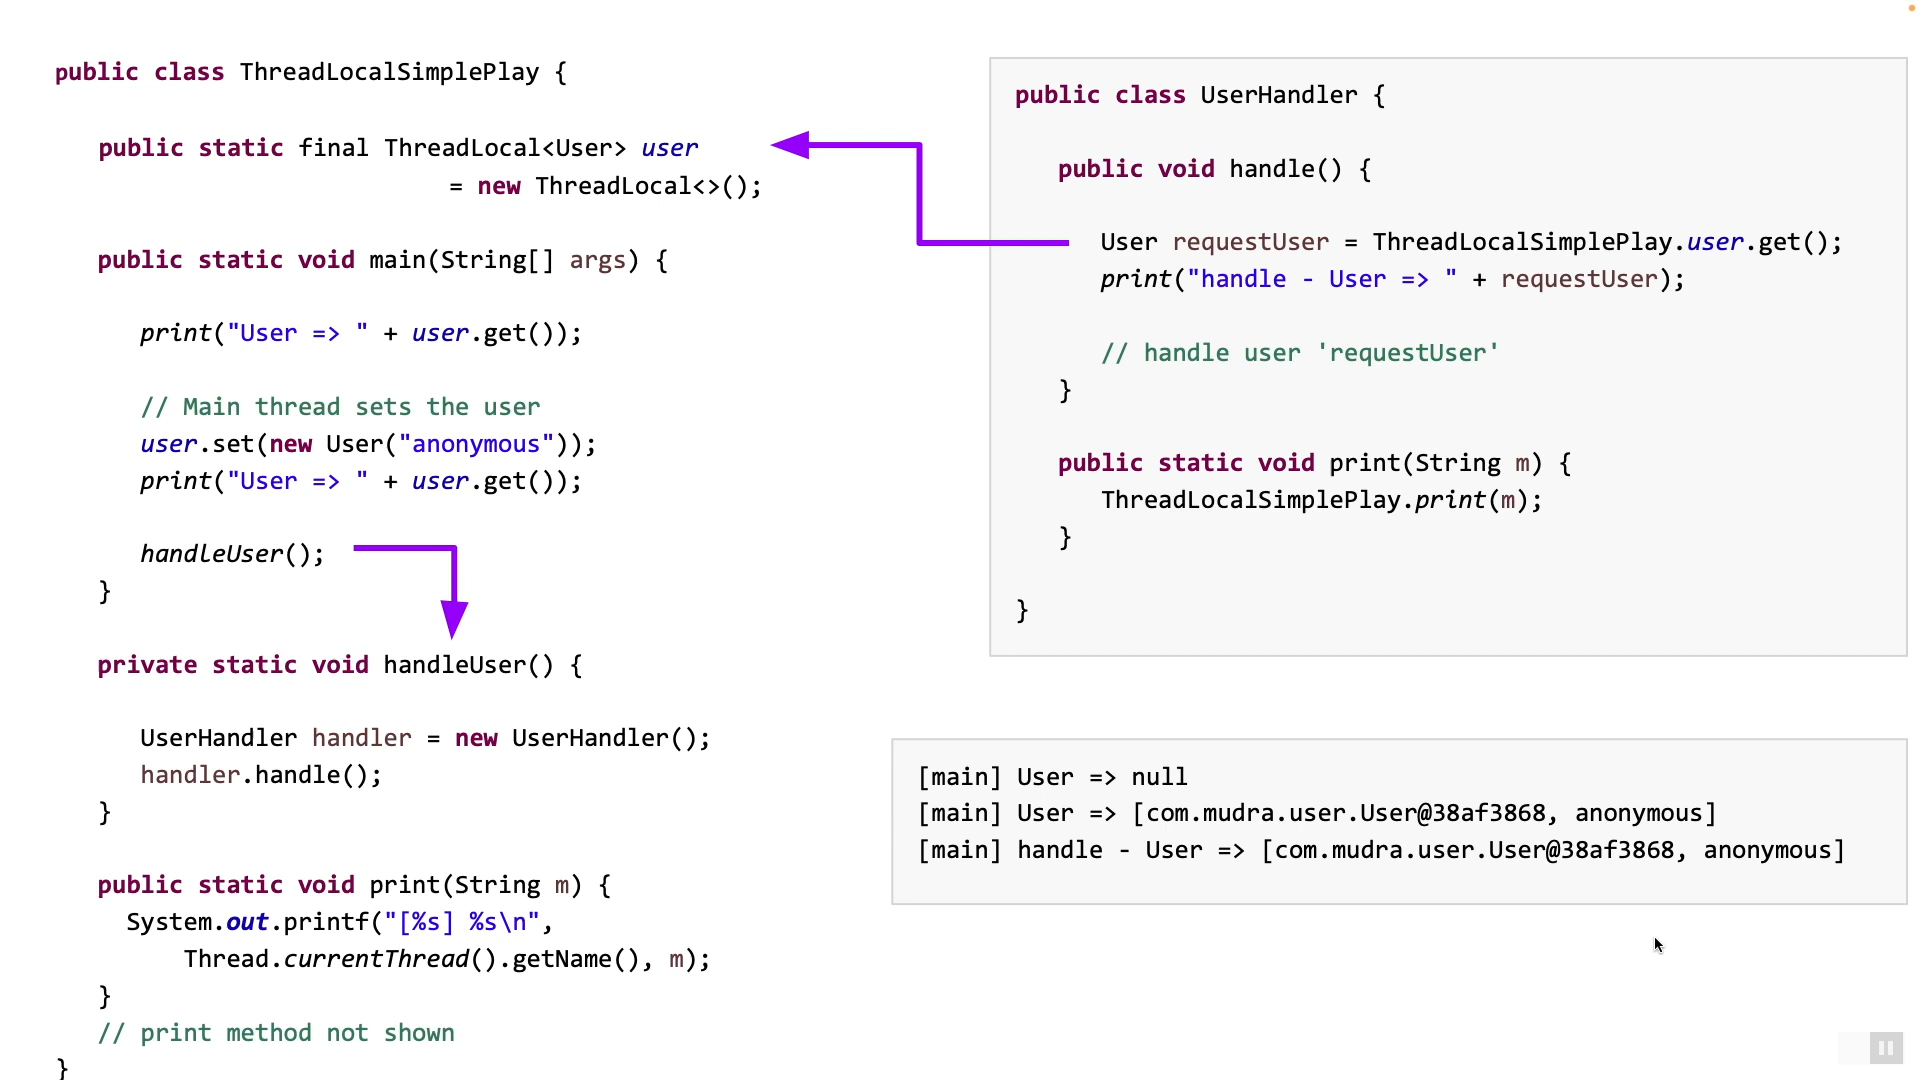 public class ThreadLocalSimplePlay {
public static final ThreadLocal<User> user
= new ThreadLocal<>();
public static void main(String[] args) {
print("User => " + user.get());
// Main thread sets the user
user.set(new User("anonymous"));
print("User => " + user.get());
handleUser();
}
private static void handleUser() {
UserHandler handler = new UserHandler();
handler.handle();
}
public static void print(String m) {
System.out.printf("[%s] %s\n",
Thread.currentThread().getName(), m);
}
// print method not shown
}
public class UserHandler {
public void handle() {
User requestUser = ThreadLocalSimplePlay.user.get();
print("handle - User => " + requestUser);
// handle user 'requestUser'
}
public static void print(String m) {
ThreadLocalSimplePlay.print(m);
}
}
[main] User => null
[main] User => [com.mudra.user.User@38af3868, anonymous]
[main] handle - User => [com.mudra.user.User@38af3868, anonymous]